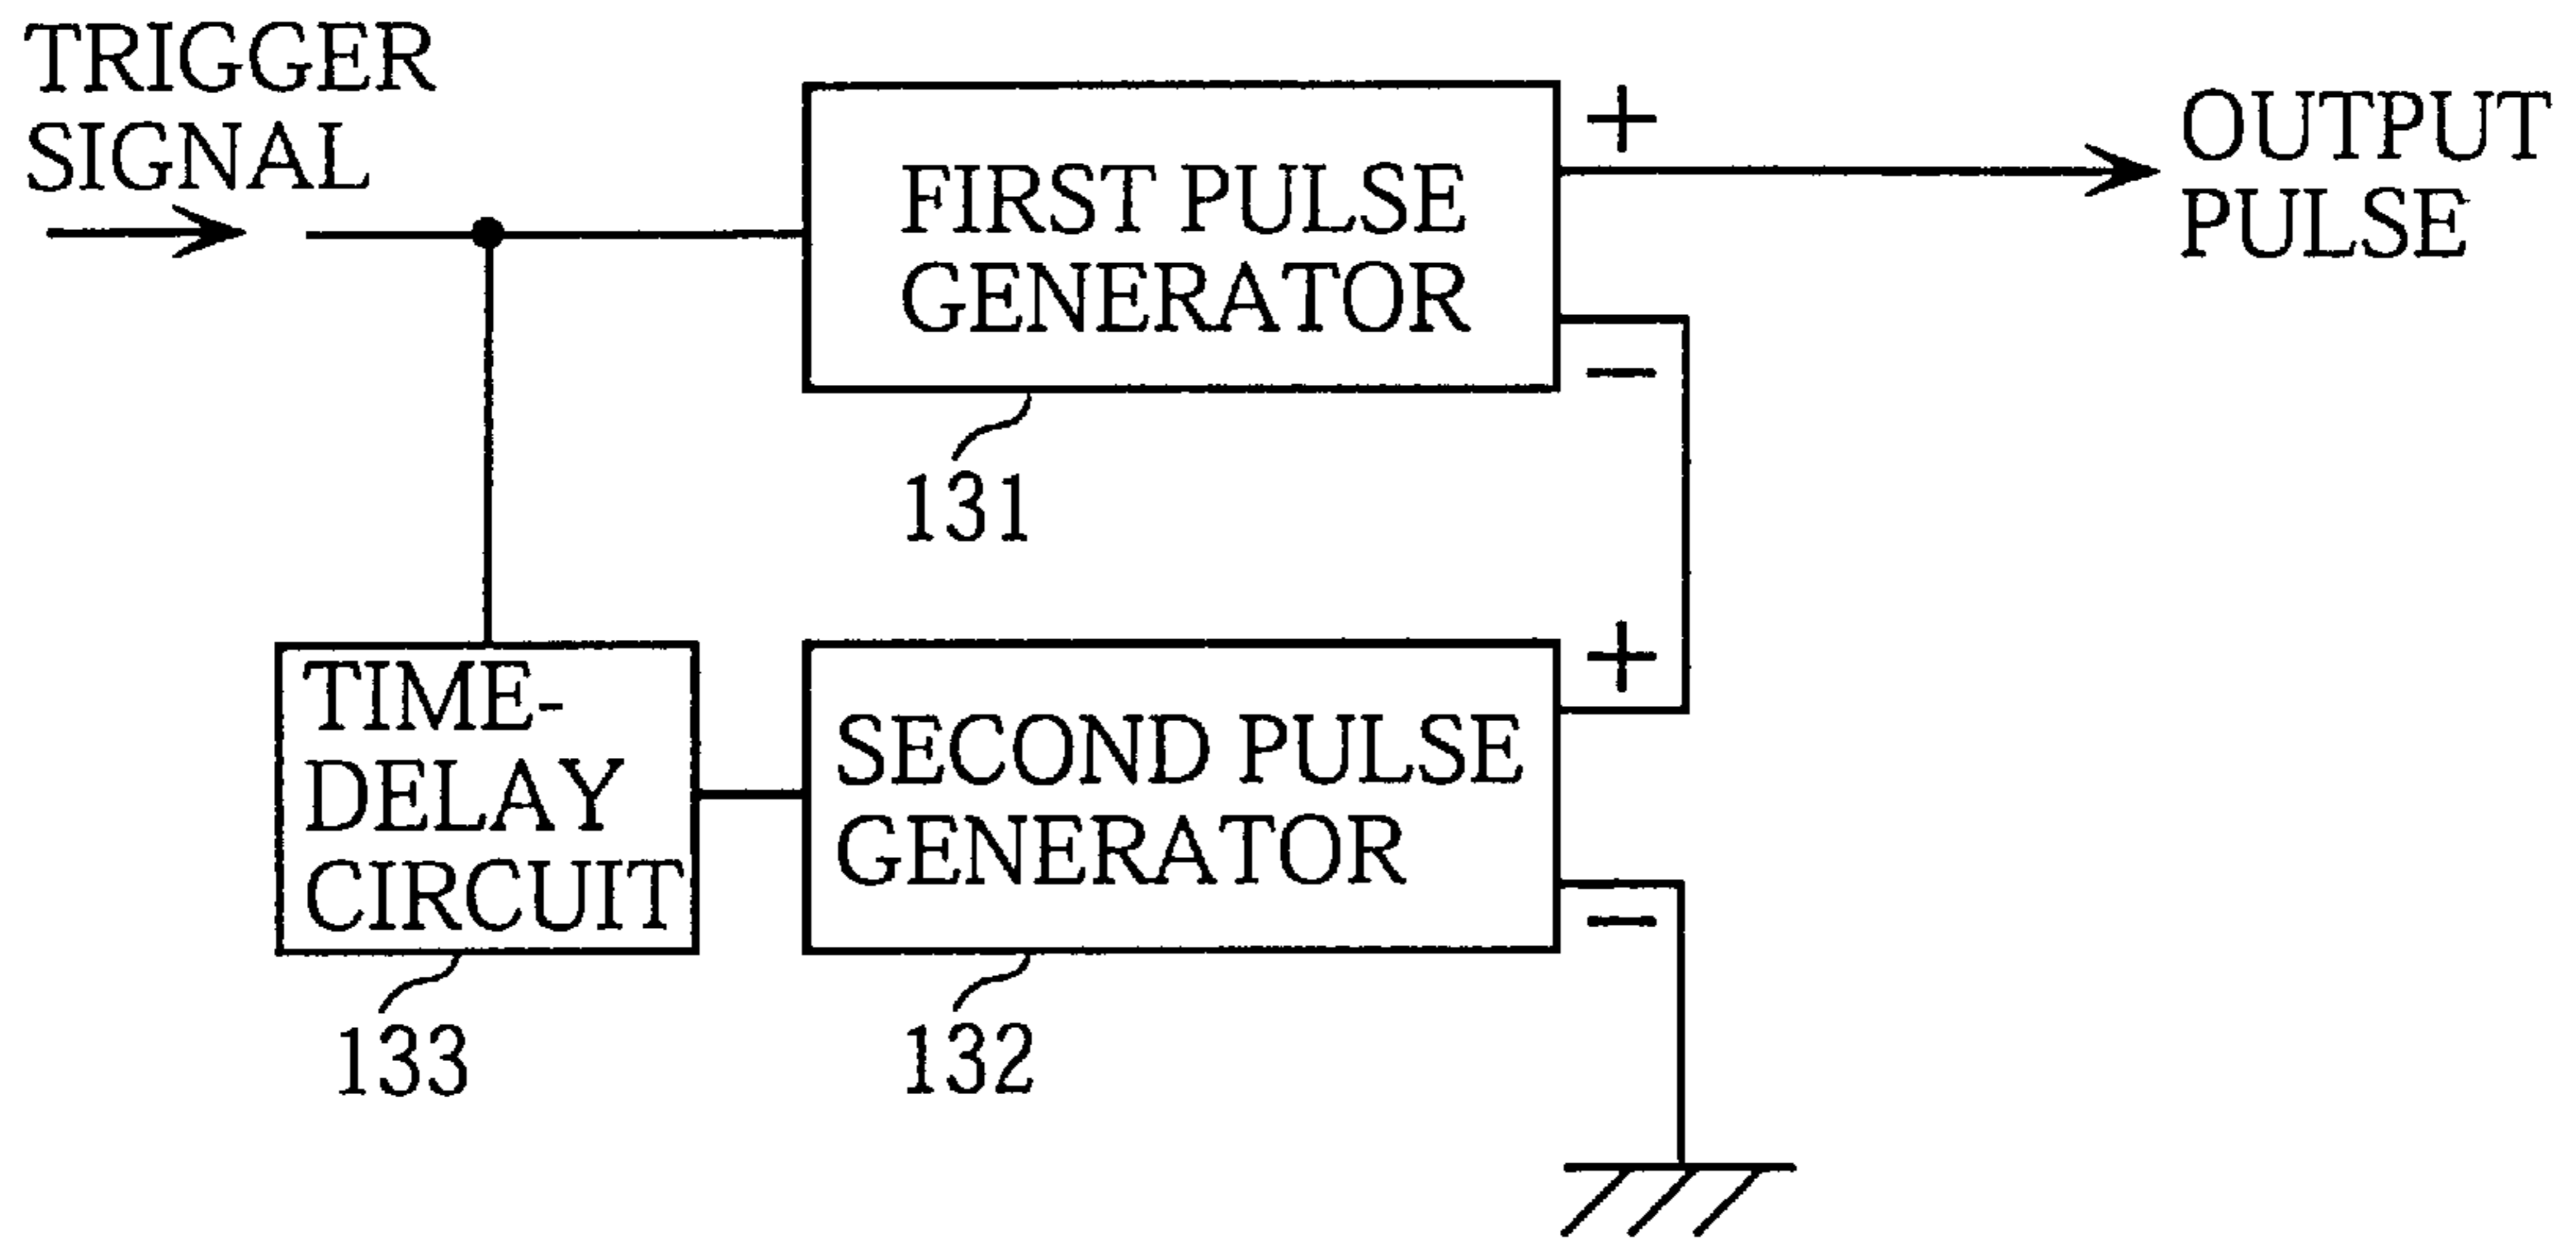 TRIGGER
SIGNAL
+
OUTPUT
PULSE
FIRST PULSE
GENERATOR
−
131
+
TIME-
DELAY
CIRCUIT
SECOND PULSE
GENERATOR
−
133
132